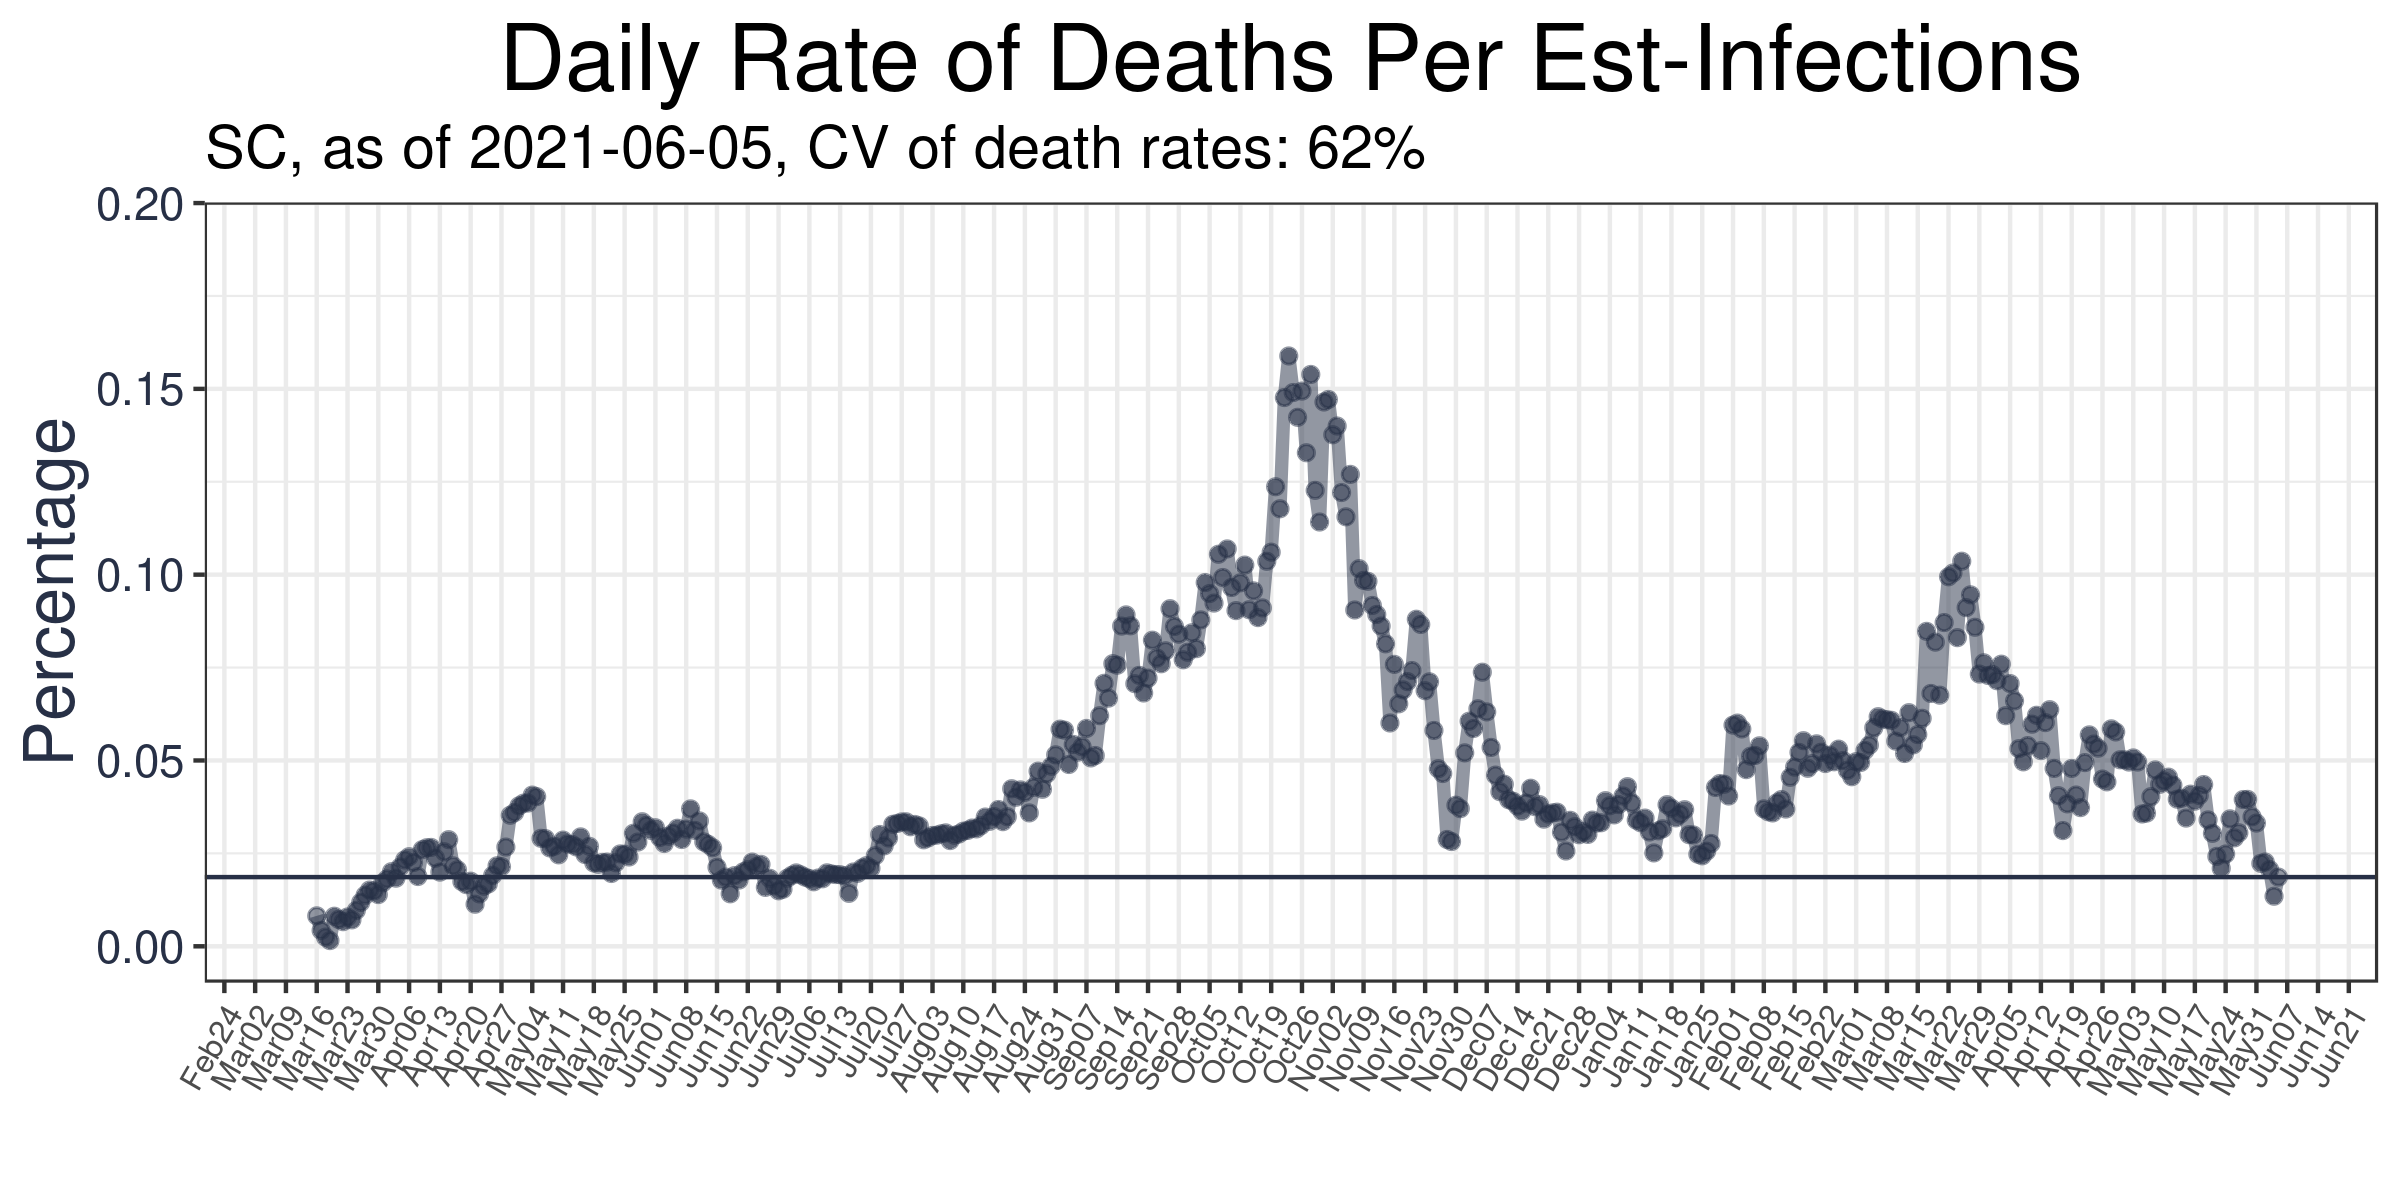 Daily Rate of Deaths Per Est-Infections
SC, as of 2021-06-05, CV of death rates: 62%
Percentage
0.20
0.15
0.10
0.05
0.00
Feb24
Mar02
Mar09
Mar16
Mar23
Mar30
Apr06
Apr13
Apr20
Apr27
May04
May11
May18
May25
Jun01
Jun08
Jun15
Jun22
Jun29
Jul06
Jul13
Jul20
Jul27
Aug03
Aug10
Aug17
Aug24
Aug31
Sep07
Sep14
Sep21
Sep28
Oct05
Oct12
Oct19
Oct26
Nov02
Nov09
Nov16
Nov23
Nov30
Dec07
Dec14
Dec21
Dec28
Jan04
Jan11
Jan18
Jan25
Feb01
Feb08
Feb15
Feb22
Mar01
Mar08
Mar15
Mar22
Mar29
Apr05
Apr12
Apr19
Apr26
May03
May10
May17
May24
May31
Jun07
Jun14
Jun21